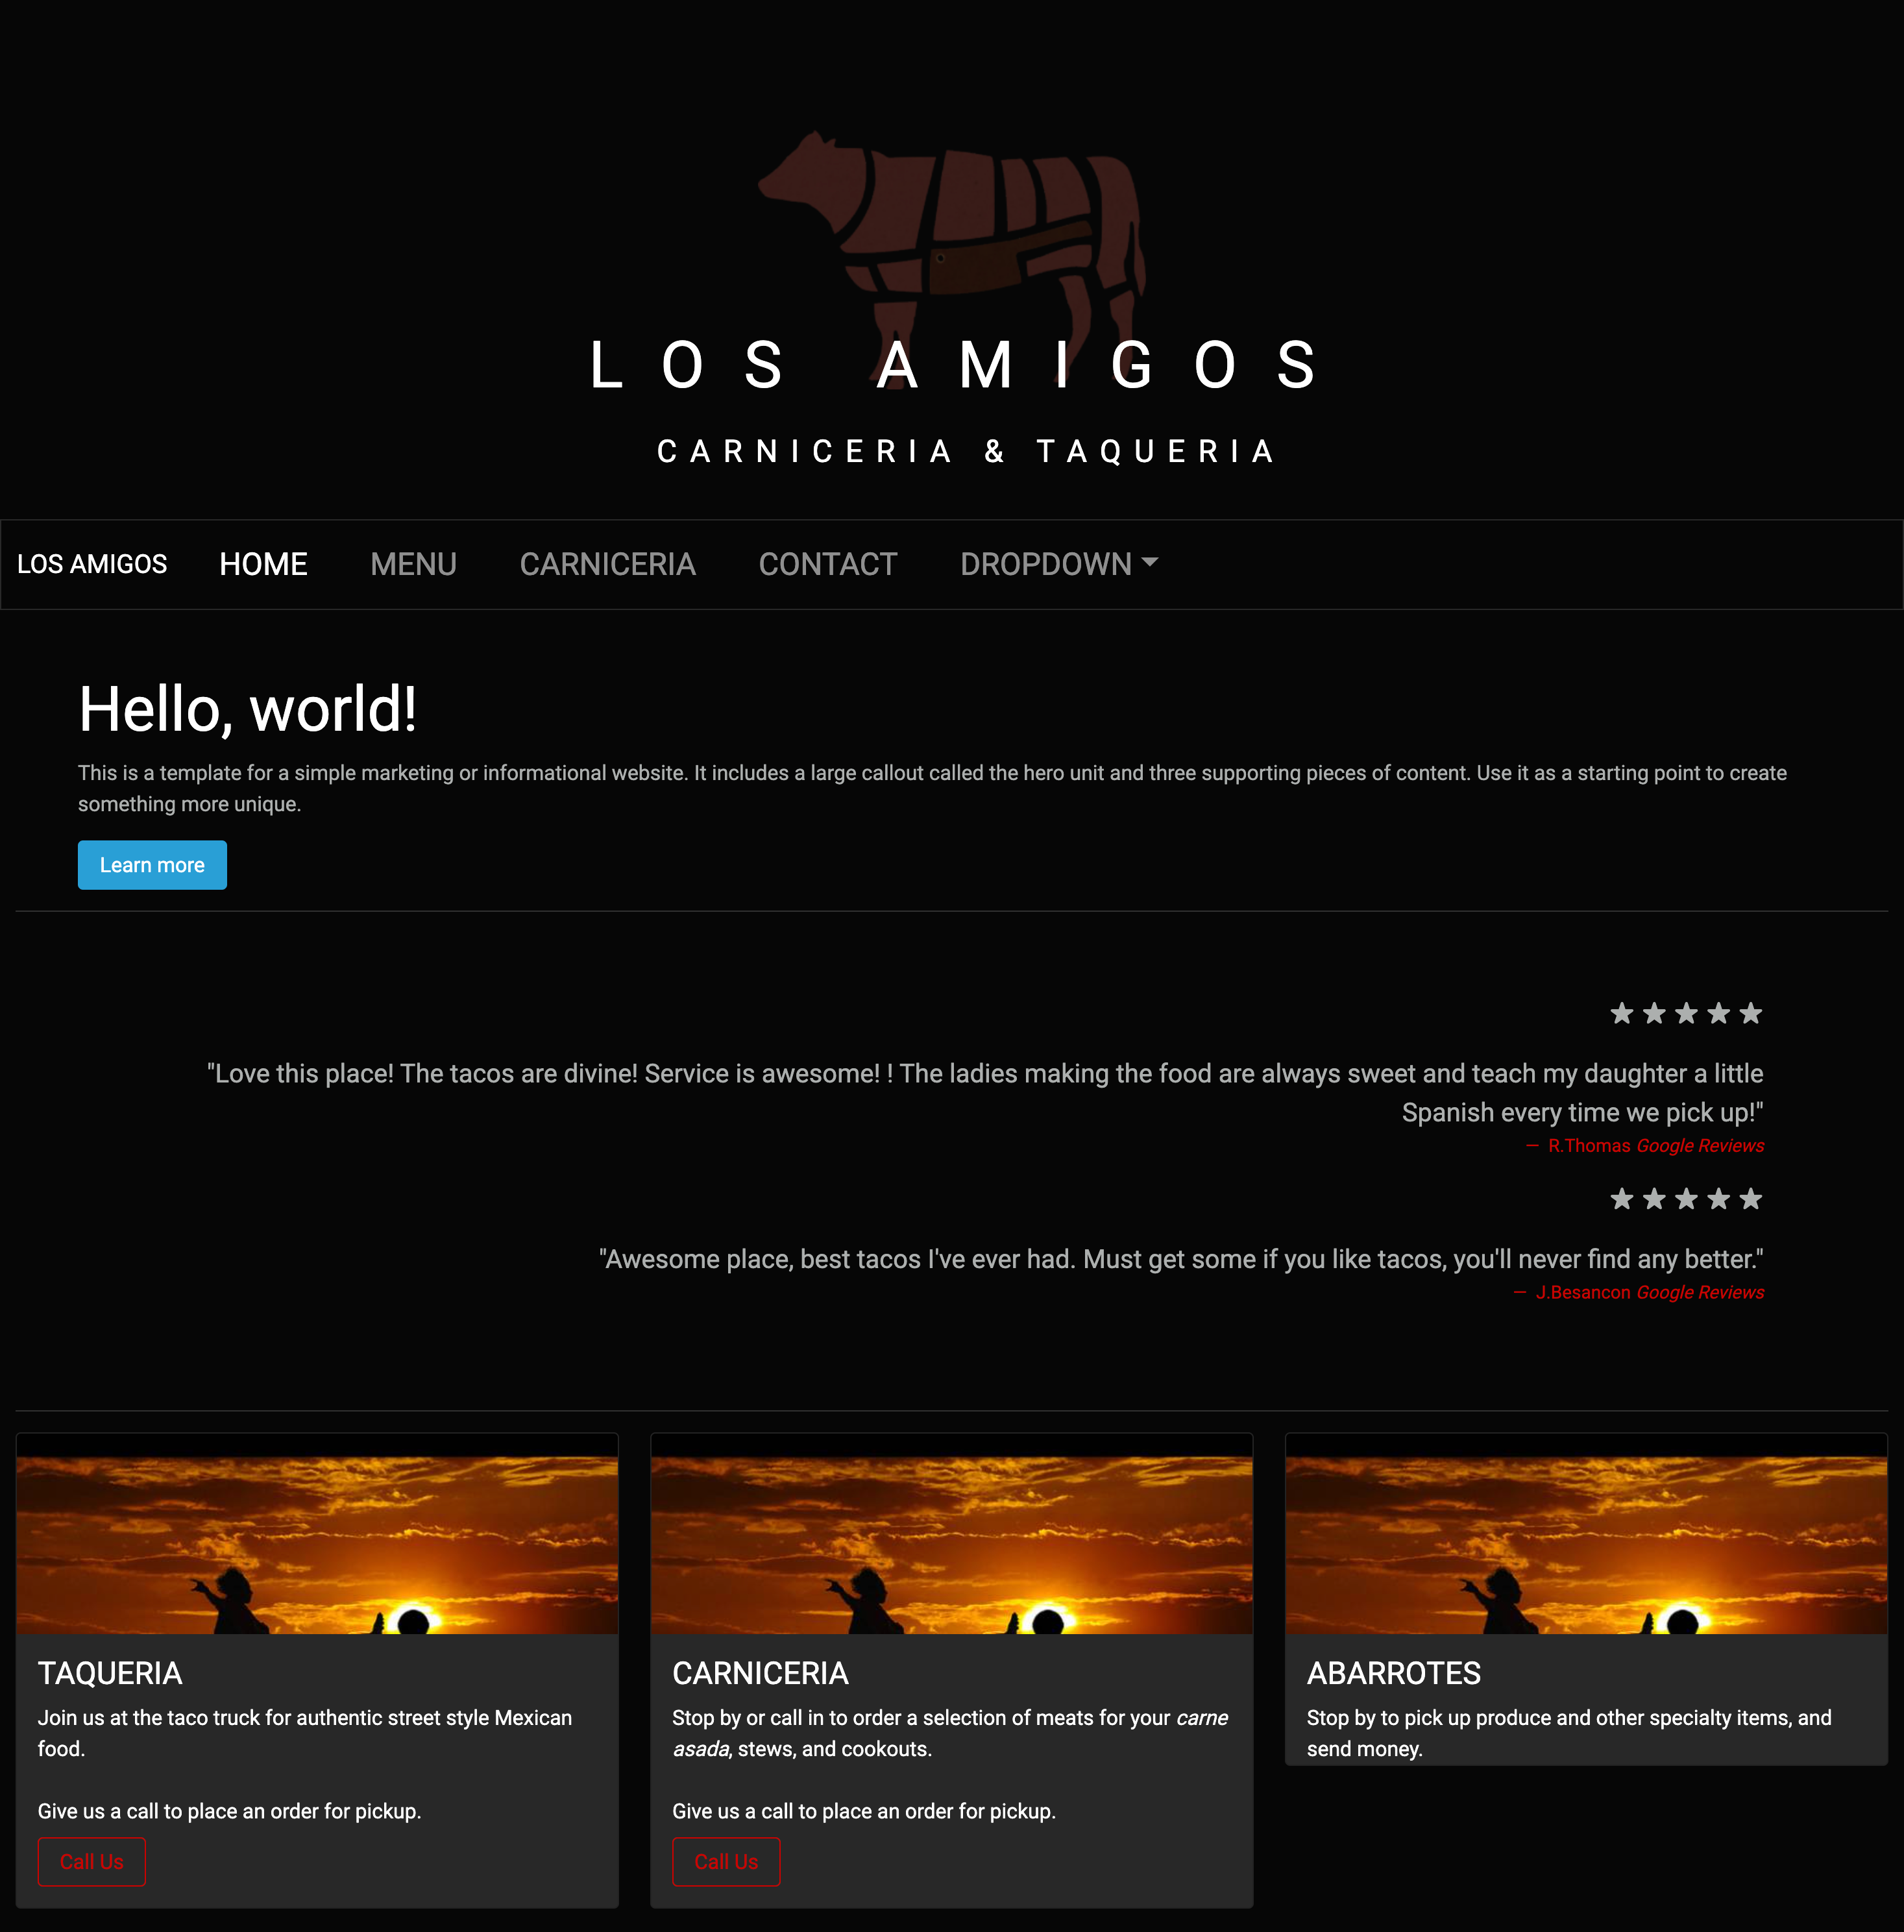 LOS AMIGOS
CARNICERIA & TAQUERIA
LOS AMIGOS HOME MENU CARNICERIA CONTACT DROPDOWN
Hello, world!
This is a template for a simple marketing or informational website. It includes a large callout called the hero unit and three supporting pieces of content. Use it as a starting point to create
something more unique.
Learn more
"Love this place! The tacos are divine! Service is awesome! ! The ladies making the food are always sweet and teach my daughter a little
Spanish every time we pick up!"
— R.Thomas Google Reviews
"Awesome place, best tacos I've ever had. Must get some if you like tacos, you'll never find any better."
— J.Besancon Google Reviews
TAQUERIA
Join us at the taco truck for authentic street style Mexican
food.
Give us a call to place an order for pickup.
Call Us
CARNICERIA
Stop by or call in to order a selection of meats for your carne
asada, stews, and cookouts.
Give us a call to place an order for pickup.
Call Us
ABARROTES
Stop by to pick up produce and other specialty items, and
send money.